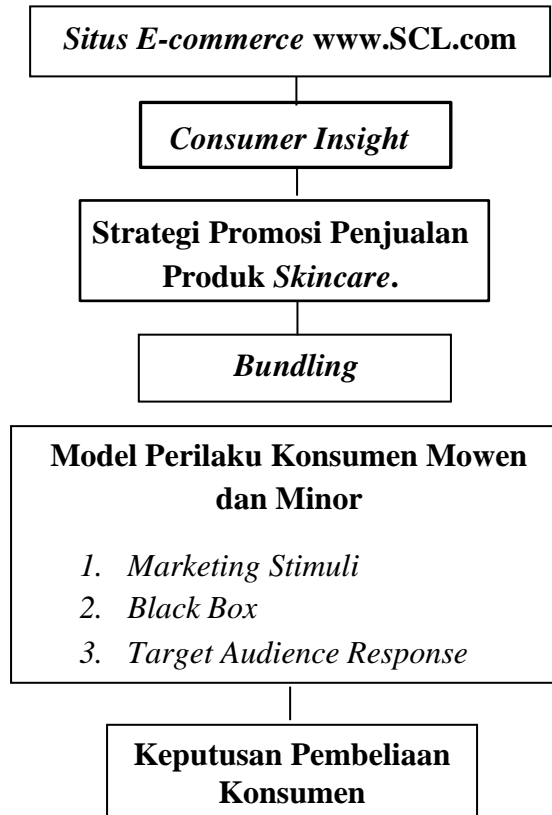 Situs E-commerce www.SCL.com
Consumer Insight
Strategi Promosi Penjualan
Produk Skincare.
Bundling
Model Perilaku Konsumen Mowen
dan Minor
1. Marketing Stimuli
2. Black Box
3. Target Audience Response
Keputusan Pembeliaan
Konsumen